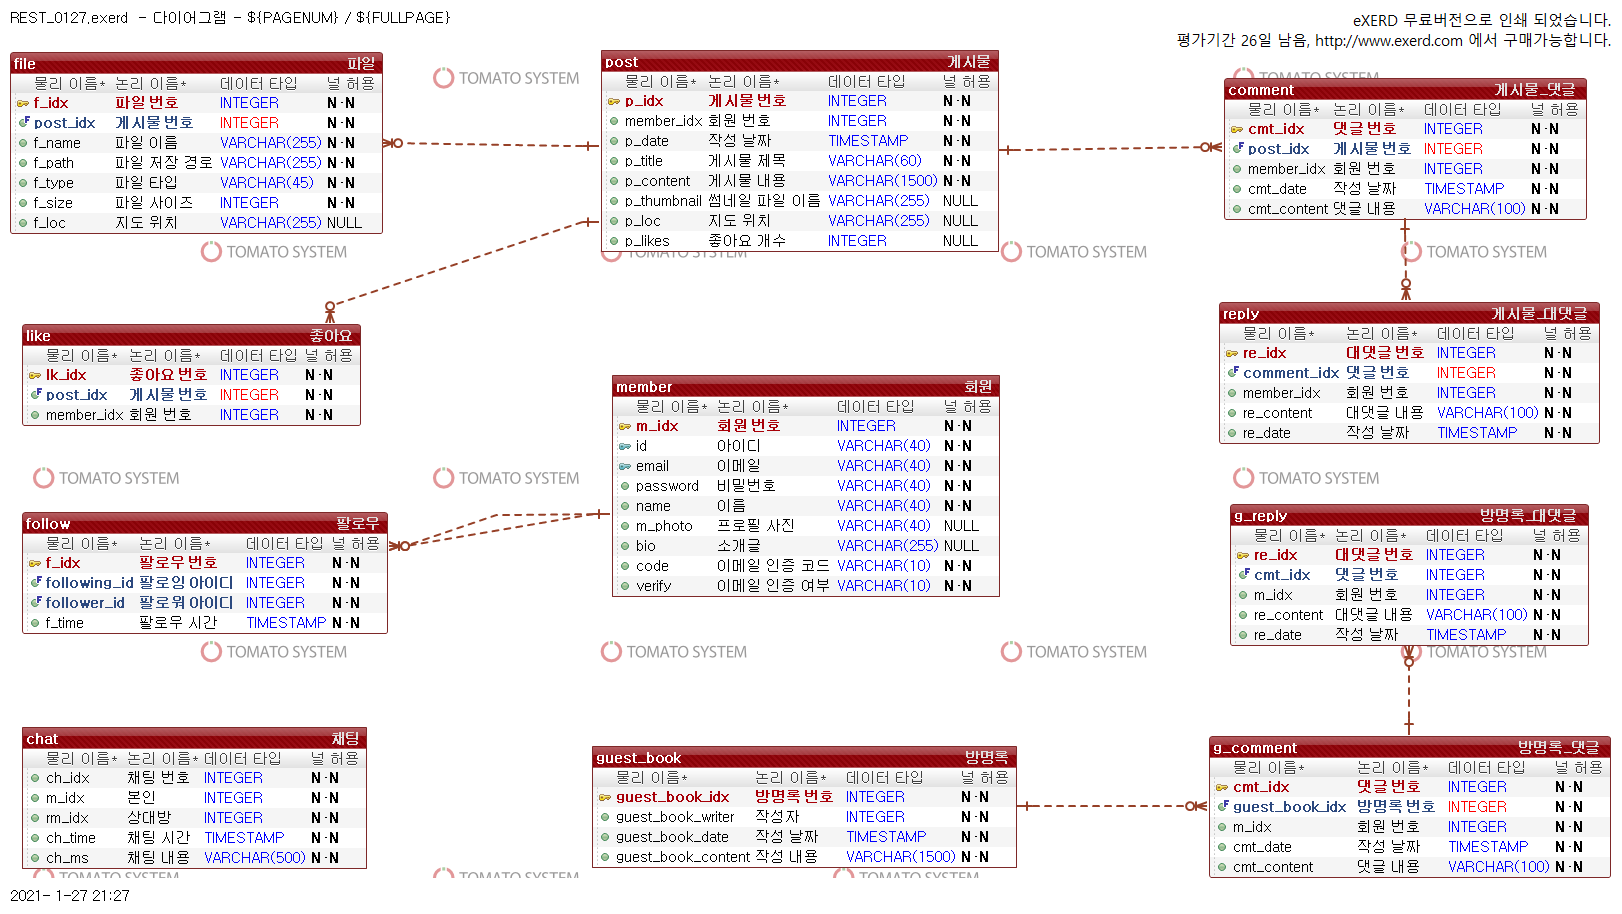 REST_0127.exerd - 다이어그램 - ${PAGENUM} / ${FULLPAGE}
eXERD 무료버전으로 인쇄 되었습니다.
평가기간 26일 남음, http://www.exerd.com 에서 구매가능합니다.
file 파일
물리 이름* 논리 이름* 데이터 타입 널 허용
f_idx 파일 번호 INTEGER N·N
post_idx 게시물 번호 INTEGER N·N
f_name 파일 이름 VARCHAR(255) N·N
f_path 파일 저장 경로 VARCHAR(255) N·N
f_type 파일 타입 VARCHAR(45) N·N
f_size 파일 사이즈 INTEGER N·N
f_loc 지도 위치 VARCHAR(255) NULL
TOMATO SYSTEM
post 게시물
물리 이름* 논리 이름* 데이터 타입 널 허용
p_idx 게시물 번호 INTEGER N·N
member_idx 회원 번호 INTEGER N·N
p_date 작성 날짜 TIMESTAMP N·N
p_title 게시물 제목 VARCHAR(60) N·N
p_content 게시물 내용 VARCHAR(1500) N·N
p_thumbnail 썸네일 파일 이름 VARCHAR(255) NULL
p_loc 지도 위치 VARCHAR(255) NULL
p_likes 좋아요 개수 INTEGER NULL
TOMATO SYSTEM
comment 게시물_댓글
물리 이름* 논리 이름* 데이터 타입 널 허용
cmt_idx 댓글 번호 INTEGER N·N
post_idx 게시물 번호 INTEGER N·N
member_idx 회원 번호 INTEGER N·N
cmt_date 작성 날짜 TIMESTAMP N·N
cmt_content 댓글 내용 VARCHAR(100) N·N
TOMATO SYSTEM
TOMATO SYSTEM
TOMATO SYSTEM
TOMATO SYSTEM
like 좋아요
물리 이름* 논리 이름* 데이터 타입 널 허용
lk_idx 좋아요 번호 INTEGER N·N
post_idx 게시물 번호 INTEGER N·N
member_idx 회원 번호 INTEGER N·N
member 회원
물리 이름* 논리 이름* 데이터 타입 널 허용
m_idx 회원 번호 INTEGER N·N
id 아이디 VARCHAR(40) N·N
email 이메일 VARCHAR(40) N·N
password 비밀번호 VARCHAR(40) N·N
name 이름 VARCHAR(40) N·N
m_photo 프로필 사진 VARCHAR(40) NULL
bio 소개글 VARCHAR(255) NULL
code 이메일 인증 코드 VARCHAR(10) N·N
verify 이메일 인증 여부 VARCHAR(10) N·N
reply 게시물_대댓글
물리 이름* 논리 이름* 데이터 타입 널 허용
re_idx 대댓글 번호 INTEGER N·N
comment_idx 댓글 번호 INTEGER N·N
member_idx 회원 번호 INTEGER N·N
re_content 대댓글 내용 VARCHAR(100) N·N
re_date 작성 날짜 TIMESTAMP N·N
TOMATO SYSTEM
TOMATO SYSTEM
TOMATO SYSTEM
follow 팔로우
물리 이름* 논리 이름* 데이터 타입 널 허용
f_idx 팔로우 번호 INTEGER N·N
following_id 팔로잉 아이디 INTEGER N·N
follower_id 팔로워 아이디 INTEGER N·N
f_time 팔로우 시간 TIMESTAMP N·N
g_reply 방명록_대댓글
물리 이름* 논리 이름* 데이터 타입 널 허용
re_idx 대댓글 번호 INTEGER N·N
cmt_idx 댓글 번호 INTEGER N·N
m_idx 회원 번호 INTEGER N·N
re_content 대댓글 내용 VARCHAR(100) N·N
re_date 작성 날짜 TIMESTAMP N·N
TOMATO SYSTEM
TOMATO SYSTEM
TOMATO SYSTEM
TOMATO SYSTEM
chat 채팅
물리 이름* 논리 이름* 데이터 타입 널 허용
ch_idx 채팅 번호 INTEGER N·N
m_idx 본인 INTEGER N·N
rm_idx 상대방 INTEGER N·N
ch_time 채팅 시간 TIMESTAMP N·N
ch_ms 채팅 내용 VARCHAR(500) N·N
guest_book 방명록
물리 이름* 논리 이름* 데이터 타입 널 허용
guest_book_idx 방명록 번호 INTEGER N·N
guest_book_writer 작성자 INTEGER N·N
guest_book_date 작성 날짜 TIMESTAMP N·N
guest_book_content 작성 내용 VARCHAR(1500) N·N
g_comment 방명록_댓글
물리 이름* 논리 이름* 데이터 타입 널 허용
cmt_idx 댓글 번호 INTEGER N·N
guest_book_idx 방명록 번호 INTEGER N·N
m_idx 회원 번호 INTEGER N·N
cmt_date 작성 날짜 TIMESTAMP N·N
cmt_content 댓글 내용 VARCHAR(100) N·N
TOMATO SYSTEM
TOMATO SYSTEM
TOMATO SYSTEM
2021- 1-27 21:27